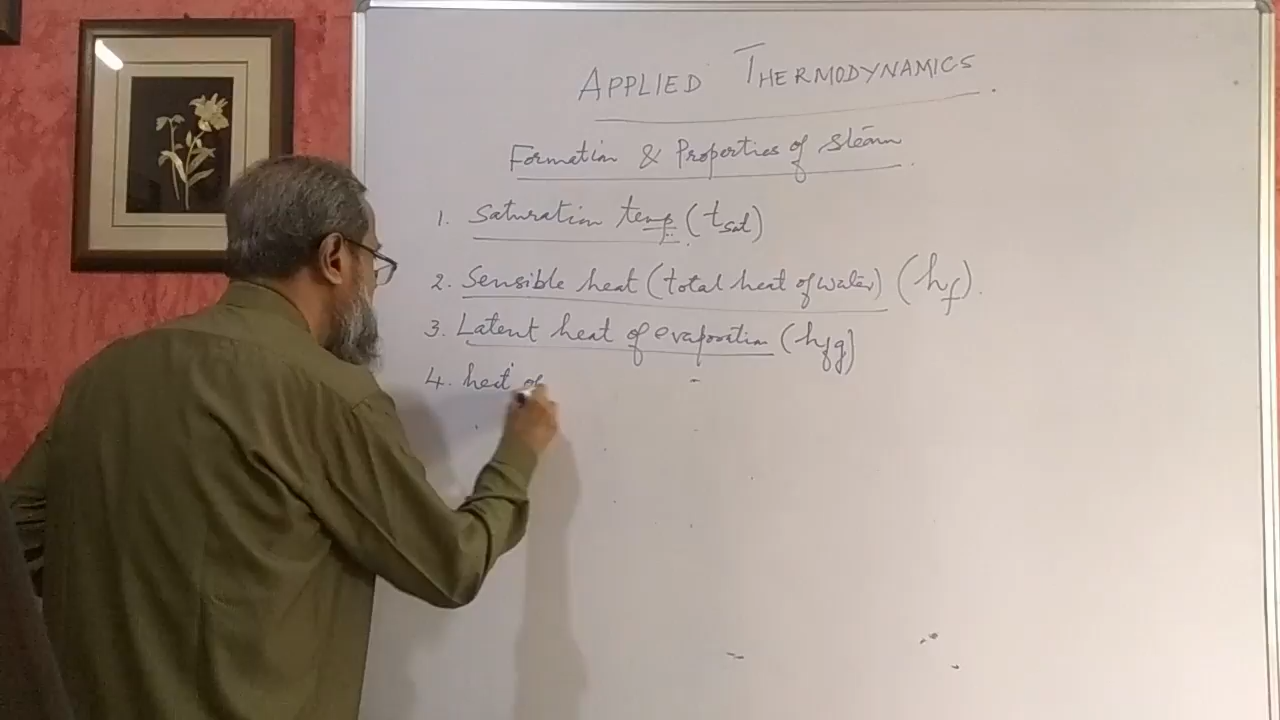 APPLIED THERMODYNAMICS.
Formation & Properties of steam.
1. Saturation temp (tsat)
2. Sensible heat (total heat of water) (hf).
3. Latent heat of evaporation (hfg)
4. heat of